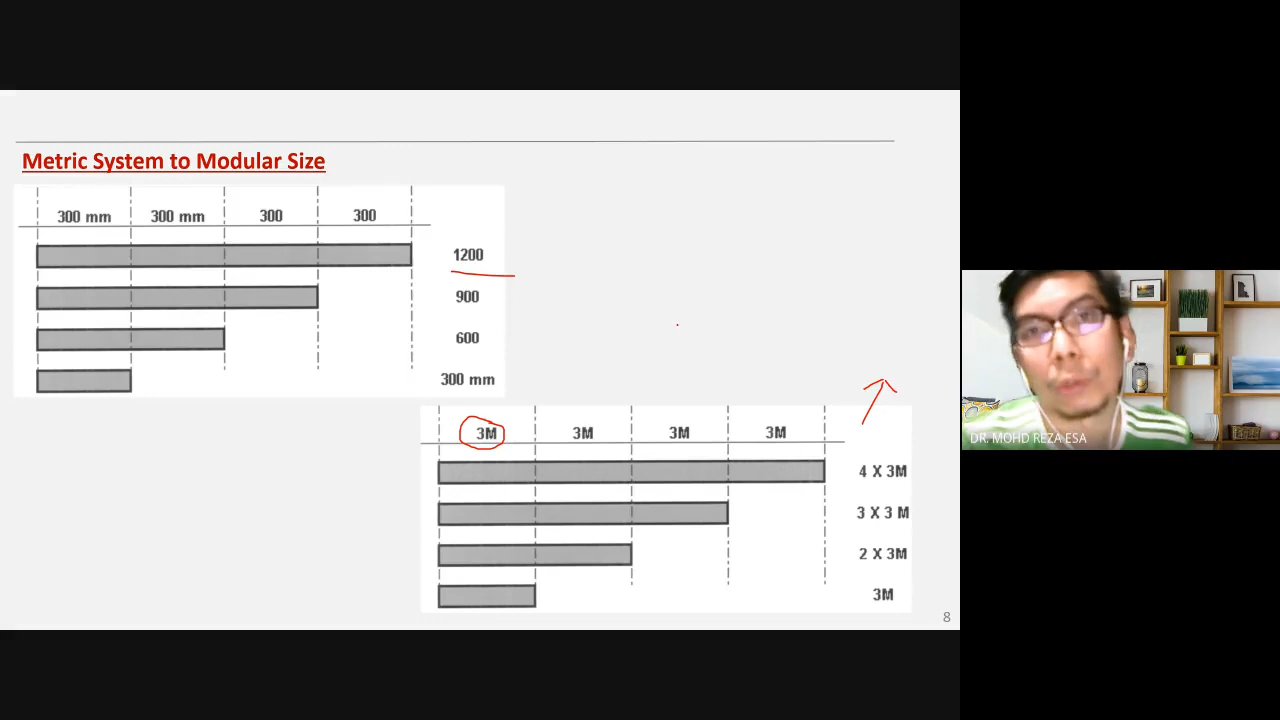 Metric System to Modular Size
300 mm 300 mm 300 300
1200
900
600
300 mm
3M 3M 3M 3M
4 X 3M
3 X 3 M
2 X 3M
3M
8
DR. MOHD REZA ESA